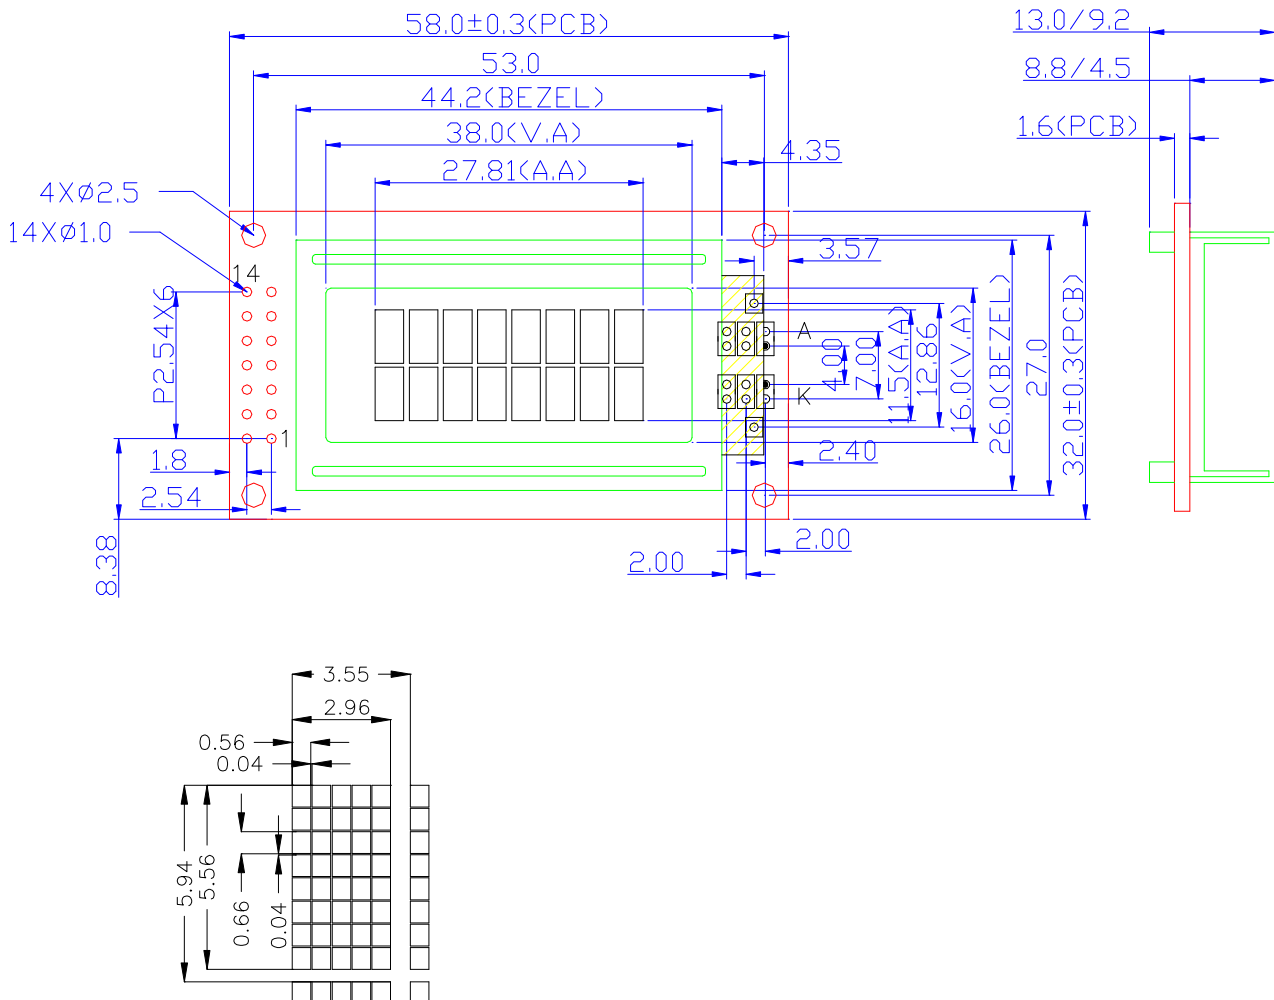 58.0±0.3(PCB)
13.0/9.2
53.0
8.8/4.5
44.2(BEZEL)
1.6(PCB)
38.0(V.A)
4.35
27.81(A.A)
4XØ2.5
14XØ1.0
3.57
14
P2.54X6
A
4.00
7.00
11.5(A.A)
12.86
16.0(V.A)
26.0(BEZEL)
27.0
32.0±0.3(PCB)
K
1
1.8
2.40
2.54
8.38
2.00
2.00
3.55
2.96
0.56
0.04
5.94
5.56
0.66
0.04